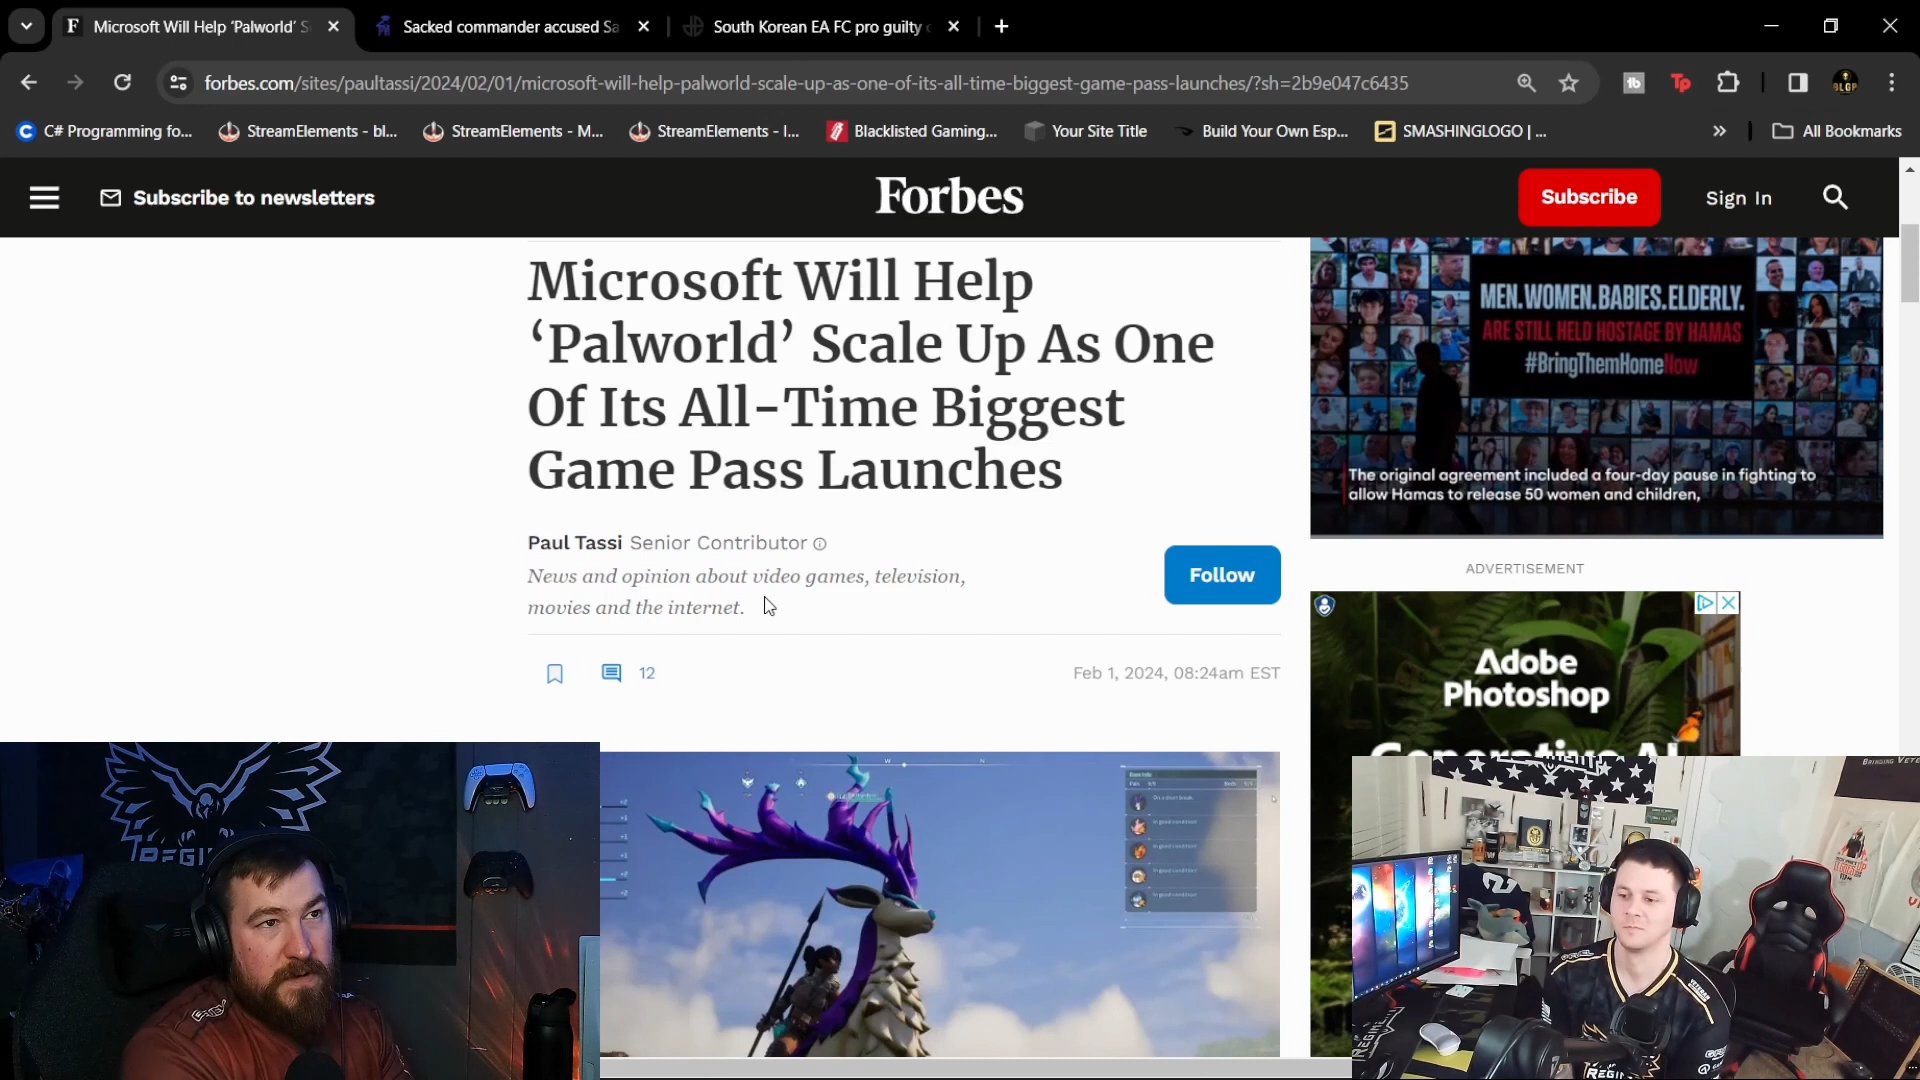 Microsoft Will Help ‘Palworld’ S
Sacked commander accused Sa
South Korean EA FC pro guilty
forbes.com/sites/paultassi/2024/02/01/microsoft-will-help-palworld-scale-up-as-one-of-its-all-time-biggest-game-pass-launches/?sh=2b9e047c6435
C# Programming fo...
StreamElements - bl...
StreamElements - M...
StreamElements - I...
Blacklisted Gaming...
Your Site Title
Build Your Own Esp...
SMASHINGLOGO | ...
All Bookmarks
Subscribe to newsletters
Forbes
Subscribe
Sign In
Microsoft Will Help
‘Palworld’ Scale Up As One
Of Its All-Time Biggest
Game Pass Launches
Paul Tassi Senior Contributor
News and opinion about video games, television,
movies and the internet.
Follow
12
Feb 1, 2024, 08:24am EST
MEN.WOMEN.BABIES.ELDERLY.
ARE STILL HELD HOSTAGE BY HAMAS
#BringThemHomeNow
The original agreement included a four-day pause in fighting to
allow Hamas to release 50 women and children,
ADVERTISEMENT
Adobe
Photoshop
Generative AI